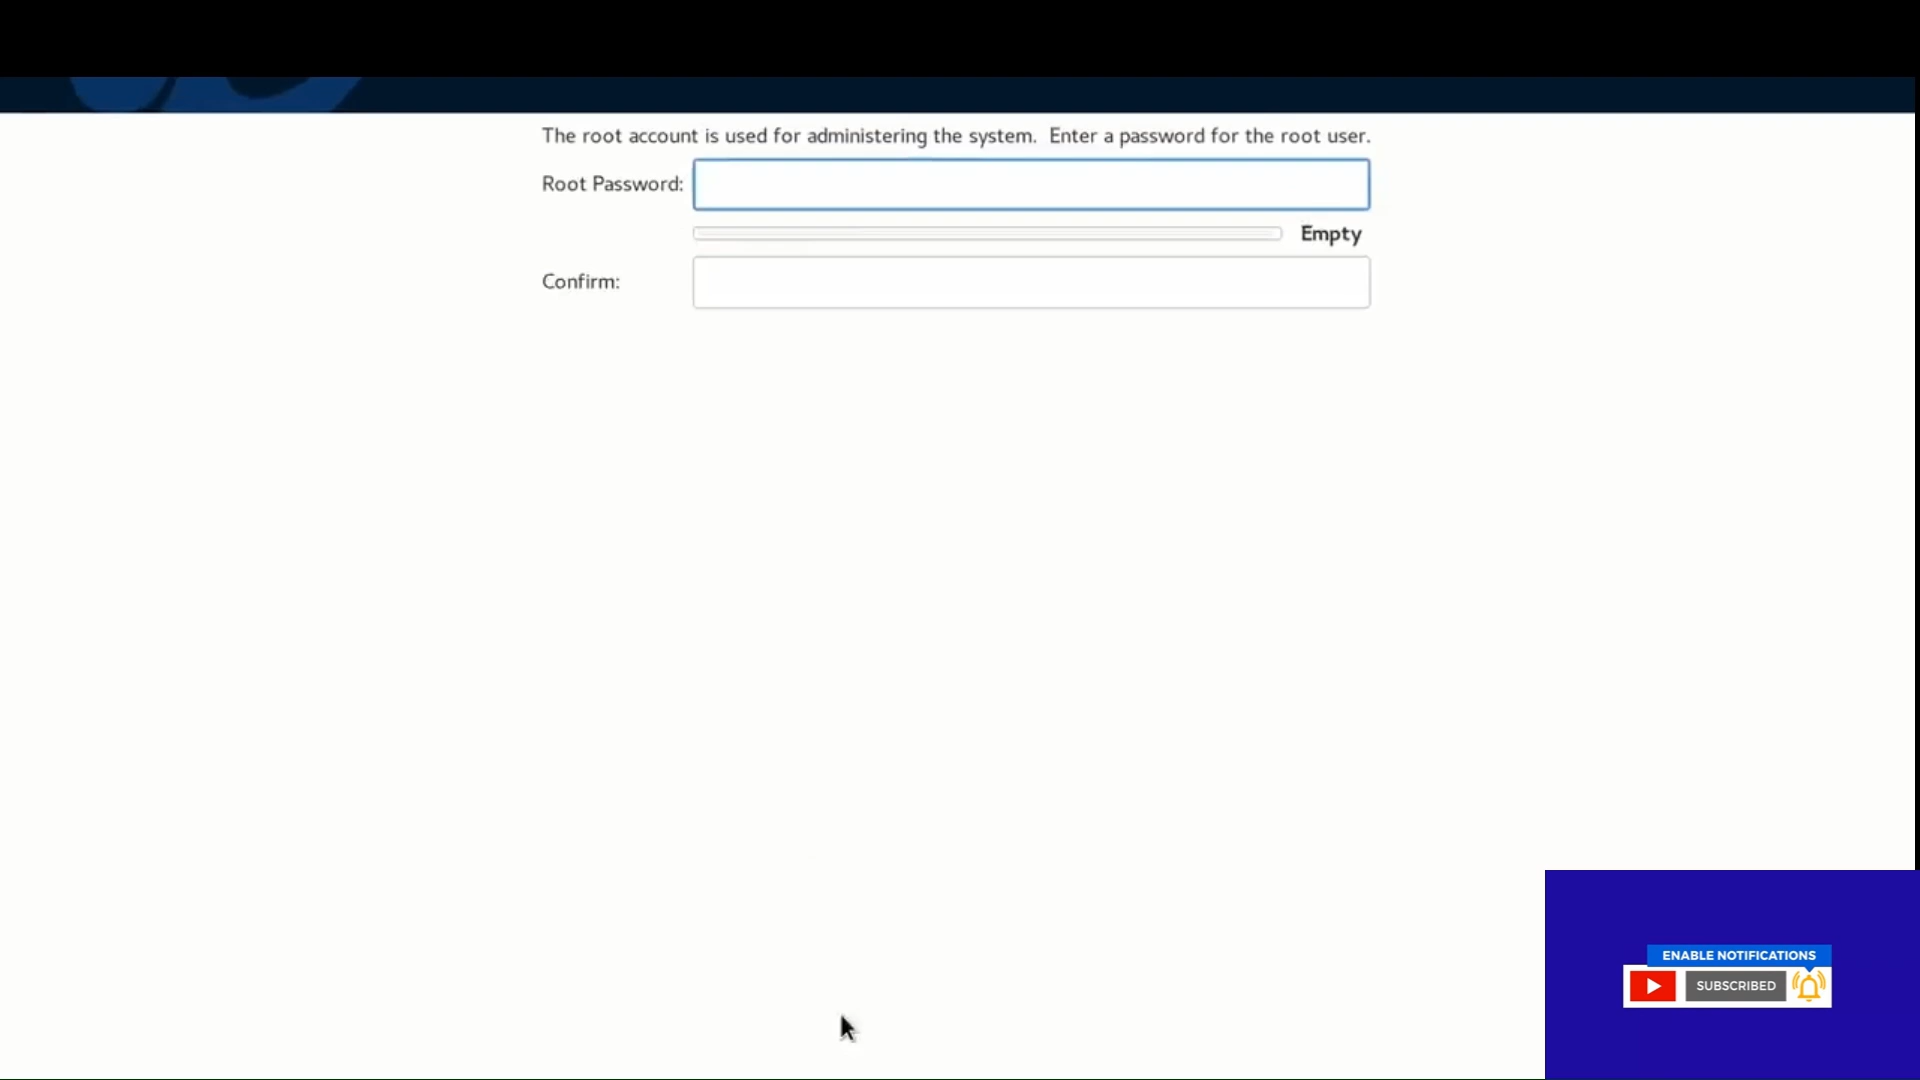 The root account is used for administering the system.  Enter a password for the root user.
Root Password:
Empty
Confirm:
ENABLE NOTIFICATIONS
SUBSCRIBED